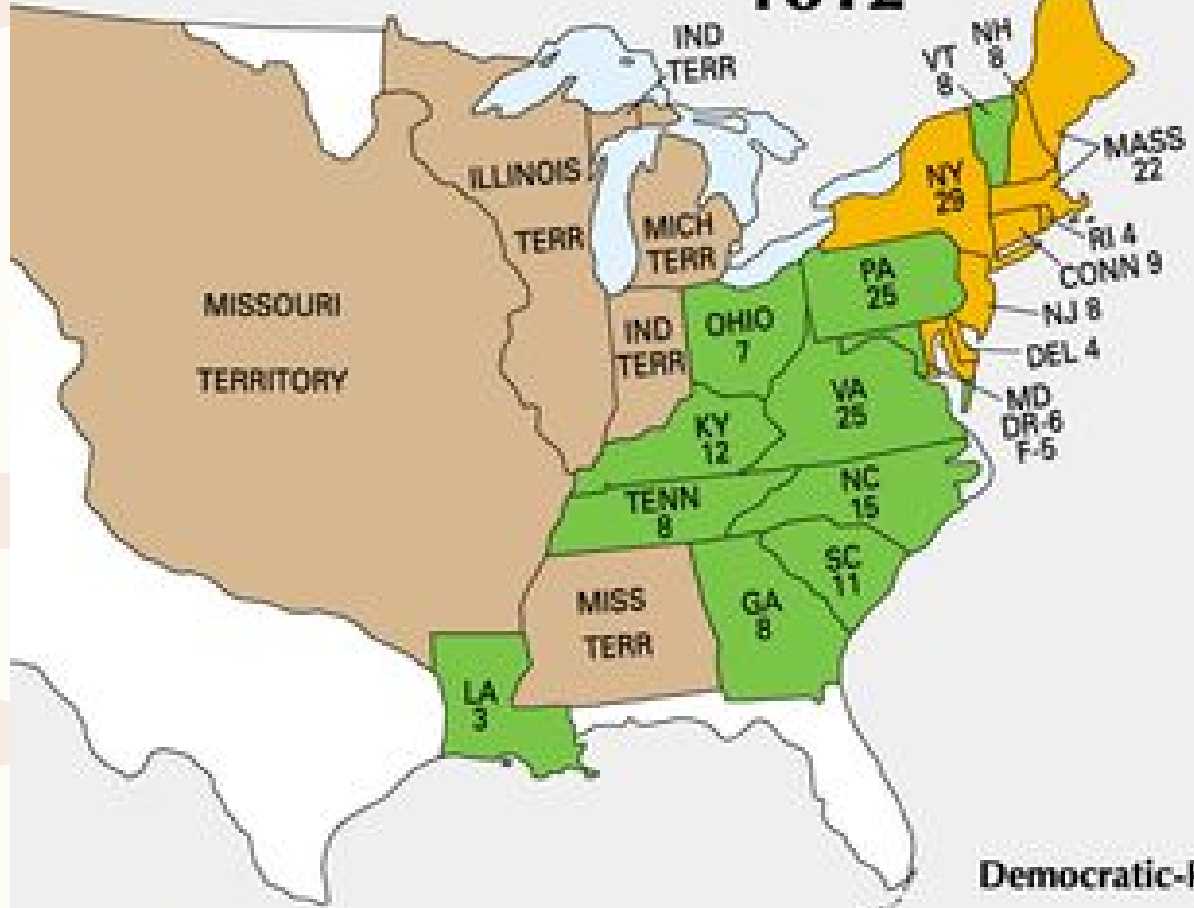 1812
IND
TERR
NH
8
VT
8
MASS
22
ILLINOIS
TERR
NY
29
MICH
TERR
RI 4
CONN 9
PA
25
NJ 8
MISSOURI
TERRITORY
IND
TERR
OHIO
7
DEL 4
VA
25
MD
DR-6
F-5
KY
12
TENN
8
NC
15
SC
11
MISS
TERR
GA
8
LA
3
Democratic-